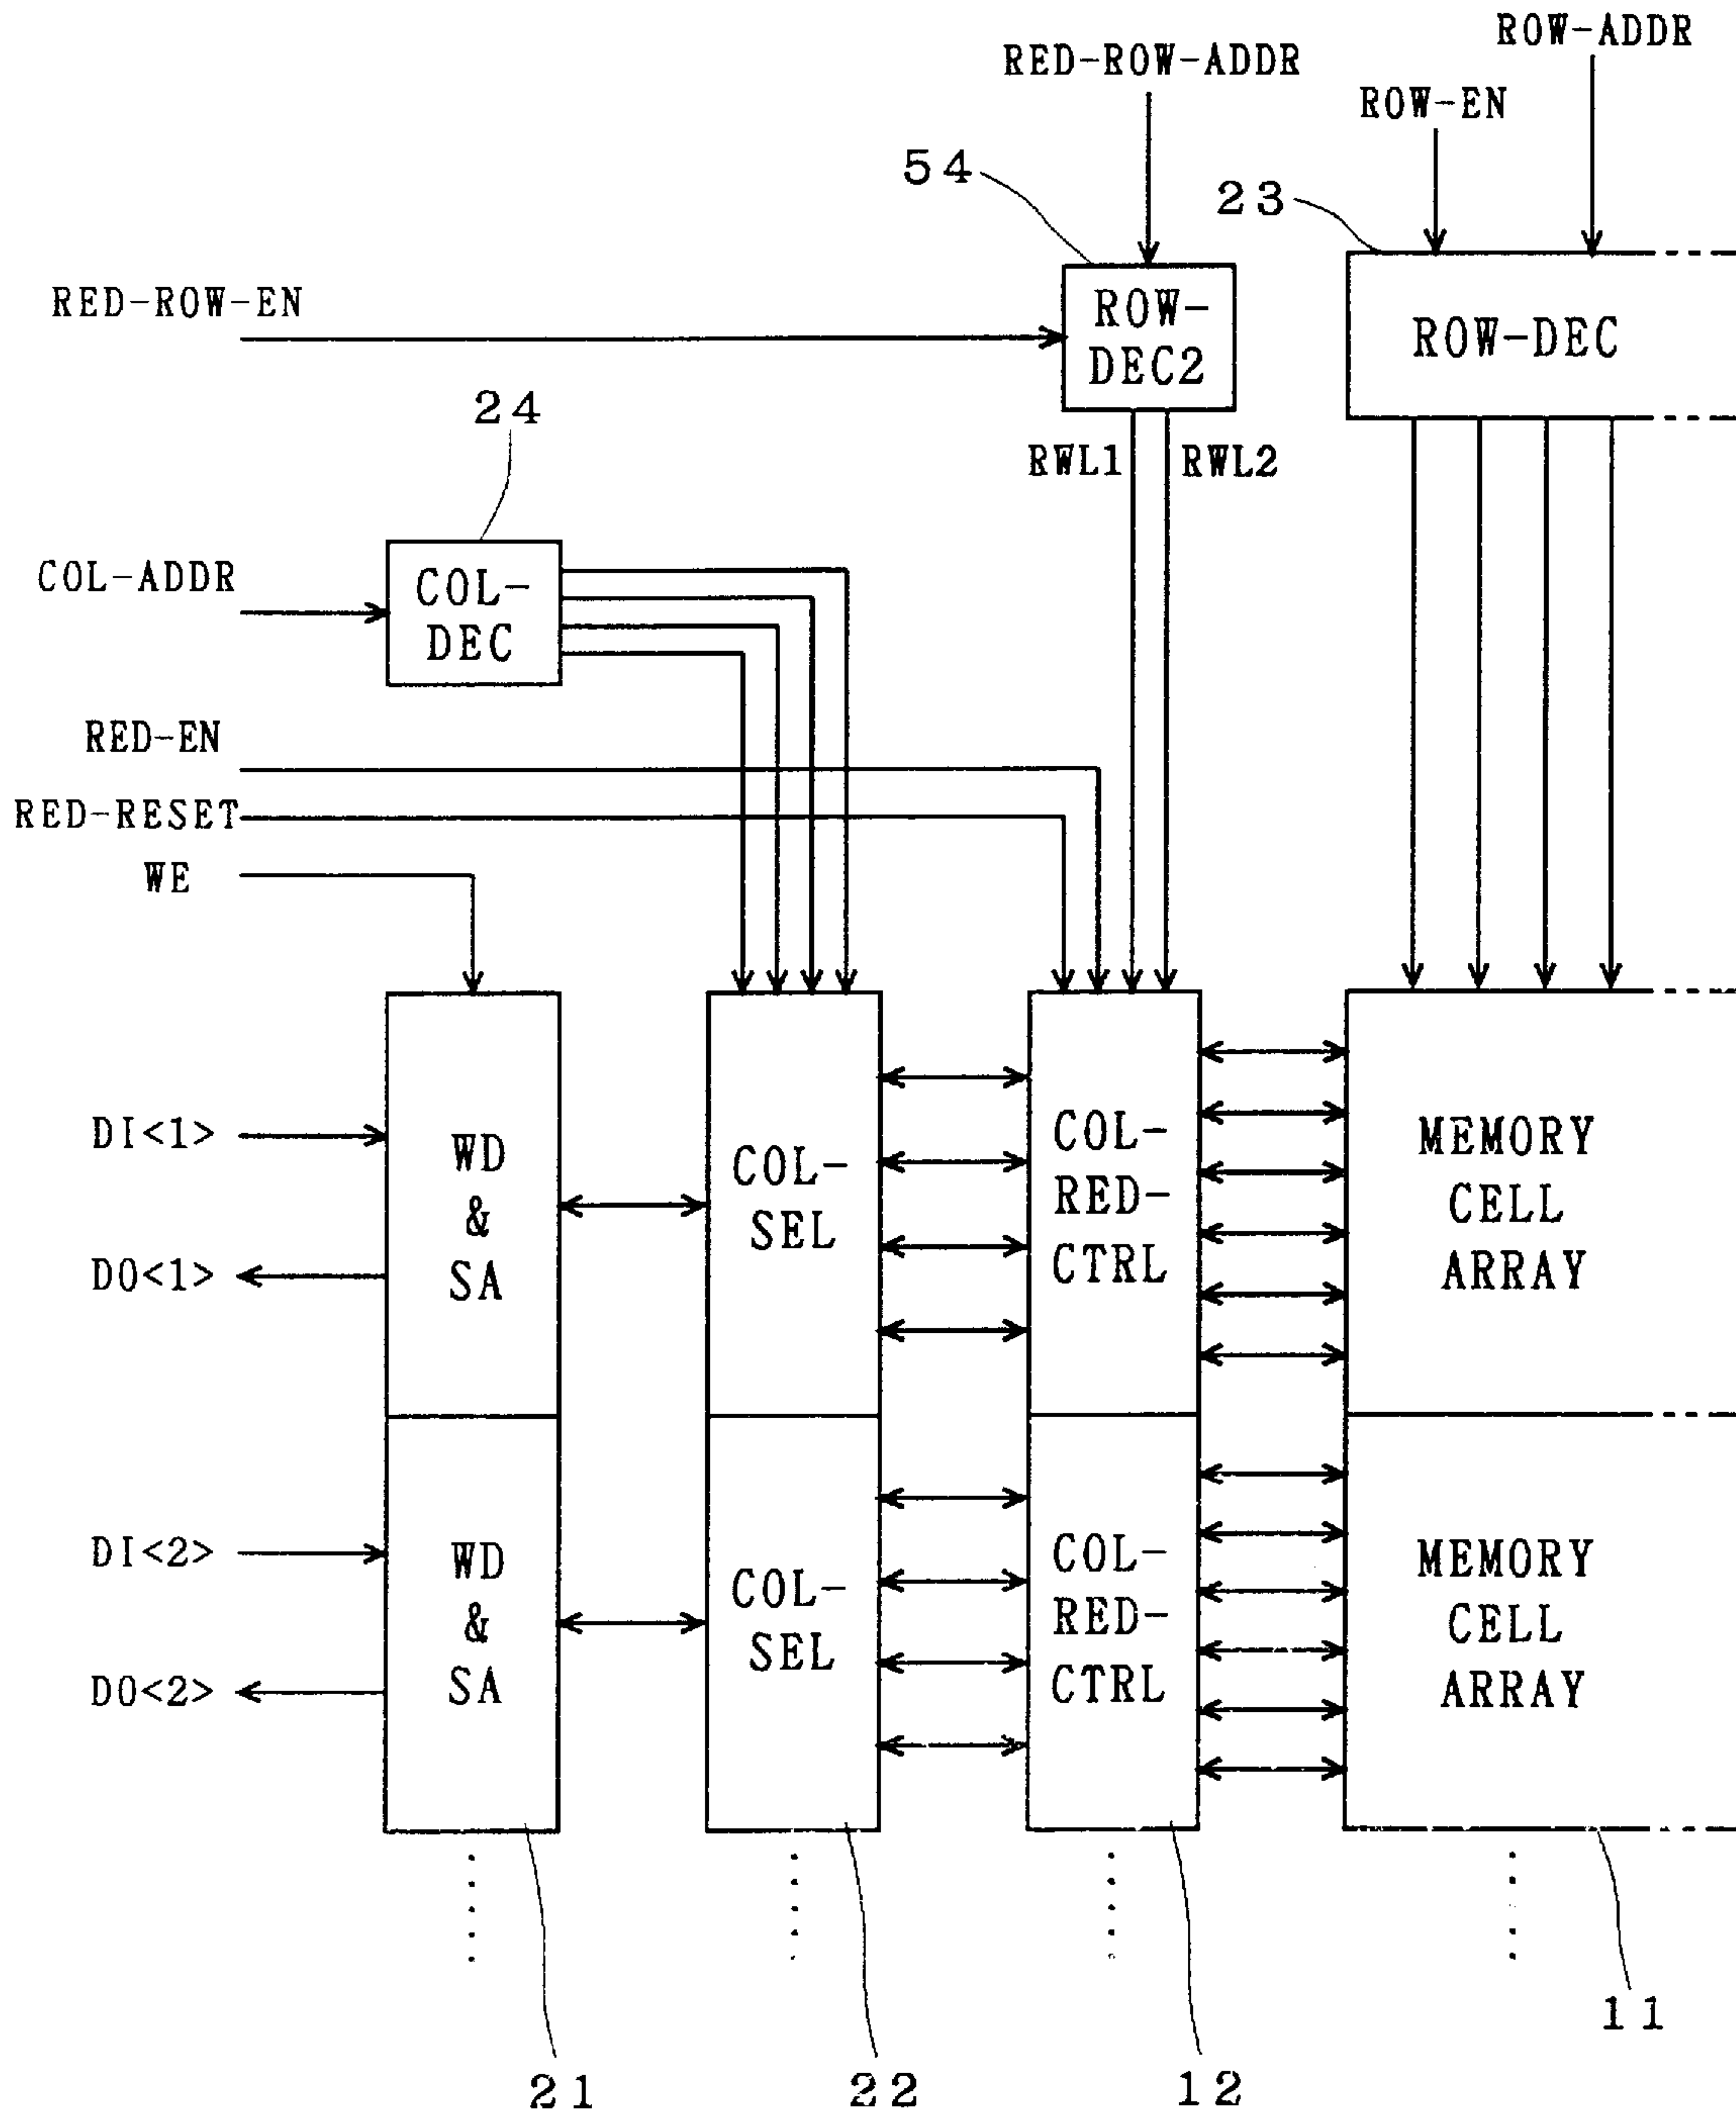 ROW-ADDR
RED-ROW-ADDR
ROW-EN
54
23
RED-ROW-EN
ROW-
DEC2
ROW-DEC
24
RWL1
RWL2
COL-ADDR
COL-
DEC
RED-EN
RED-RESET
WE
DI<1>
DO<1>
WD
&
SA
COL-
SEL
COL-
RED-
CTRL
MEMORY
CELL
ARRAY
DI<2>
DO<2>
WD
&
SA
COL-
SEL
COL-
RED-
CTRL
MEMORY
CELL
ARRAY
21
22
12
11